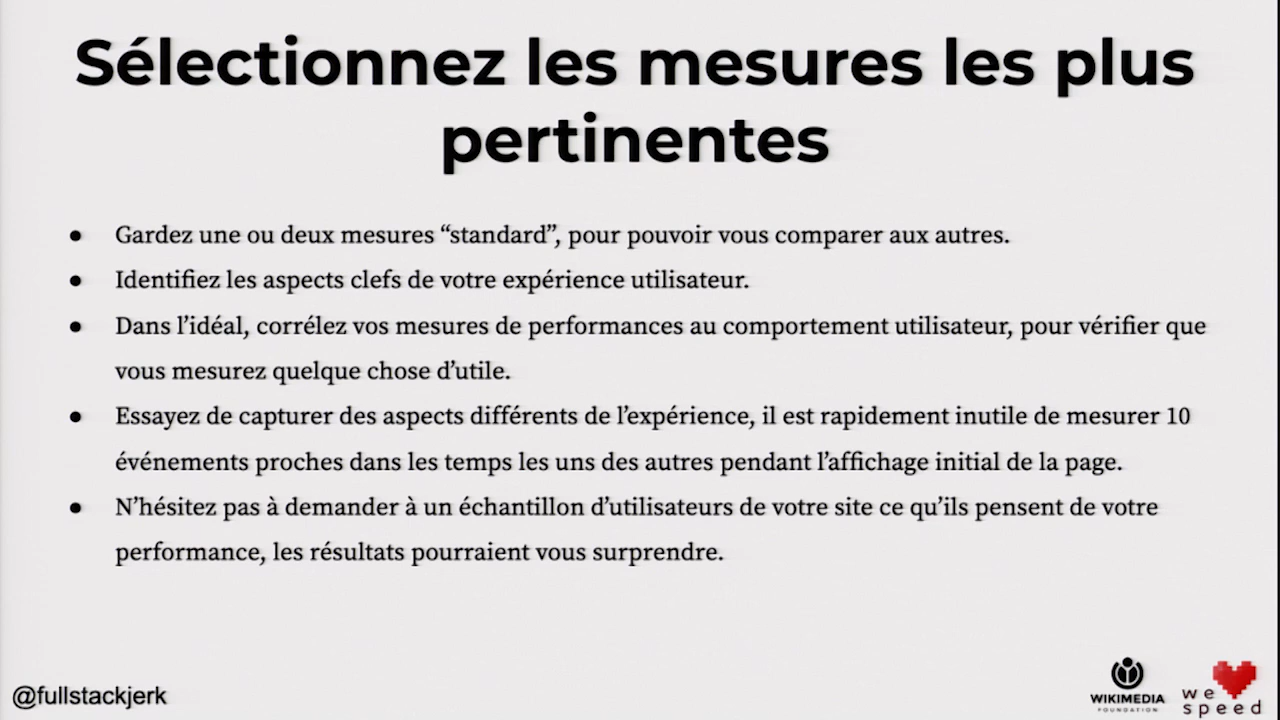 Sélectionnez les mesures les plus
pertinentes
● Gardez une ou deux mesures “standard”, pour pouvoir vous comparer aux autres.
● Identifiez les aspects clefs de votre expérience utilisateur.
● Dans l’idéal, corrélez vos mesures de performances au comportement utilisateur, pour vérifier que
vous mesurez quelque chose d’utile.
● Essayez de capturer des aspects différents de l’expérience, il est rapidement inutile de mesurer 10
événements proches dans les temps les uns des autres pendant l’affichage initial de la page.
● N’hésitez pas à demander à un échantillon d’utilisateurs de votre site ce qu’ils pensent de votre
performance, les résultats pourraient vous surprendre.
@fullstackjerk
WIKIMEDIA
FOUNDATION
we
speed